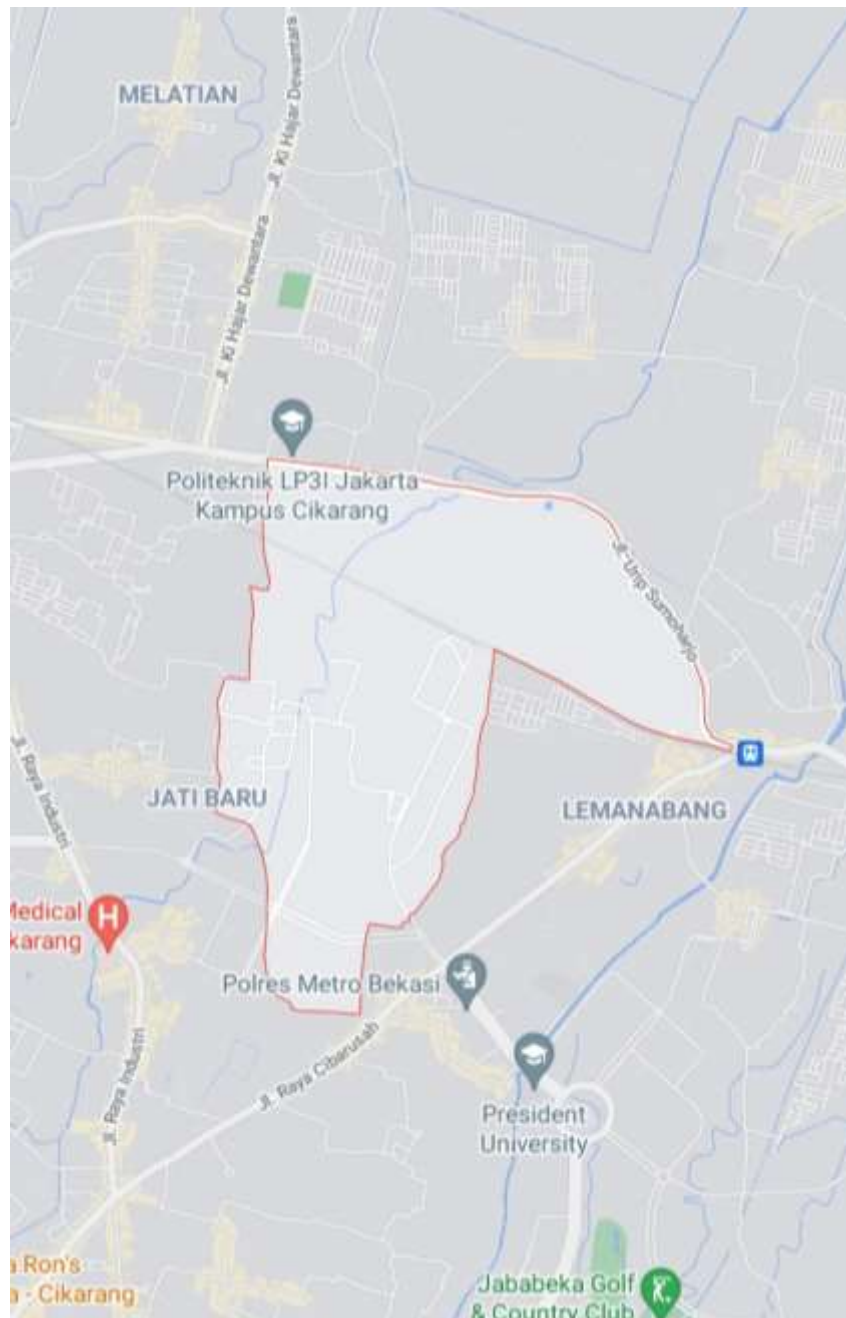 MELATIAN
Jl. Ki Hajar Dewantara
Jl. Ki Hajar Dewantara
Politeknik LP3I Jakarta
Kampus Cikarang
Jl. Urip Sumoharjo
Jl. Raya Industri
JATI BARU
LEMANABANG
Medical
karang
H
Polres Metro Bekasi
Jl. Raya Cibarusah
Jl. Raya Industri
President
University
a Ron's
a - Cikarang
Jababeka Golf
& Country Club